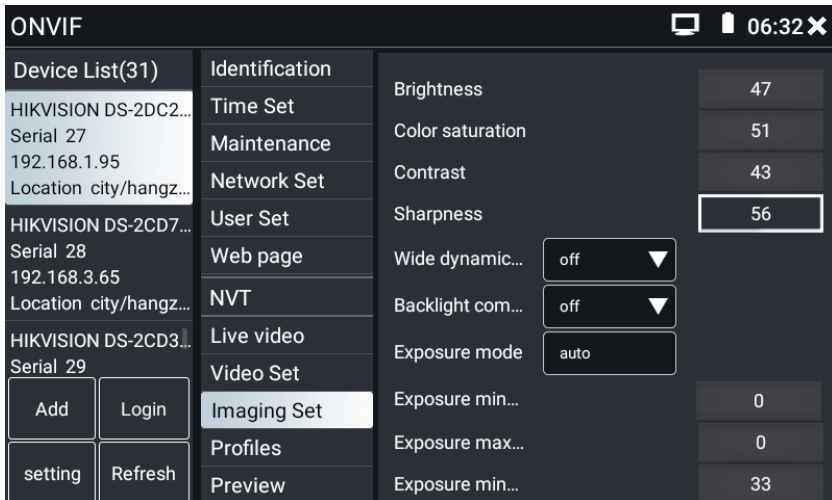 ONVIF 06:32
Device List(31)
HIKVISION DS-2DC2...
Serial 27
192.168.1.95
Location city/hangz...
HIKVISION DS-2CD7...
Serial 28
192.168.3.65
Location city/hangz...
HIKVISION DS-2CD3...
Serial 29
Add Login
setting Refresh
Identification
Time Set
Maintenance
Network Set
User Set
Web page
NVT
Live video
Video Set
Imaging Set
Profiles
Preview
Brightness 47
Color saturation 51
Contrast 43
Sharpness 56
Wide dynamic... off
Backlight com... off
Exposure mode auto
Exposure min... 0
Exposure max... 0
Exposure min... 33